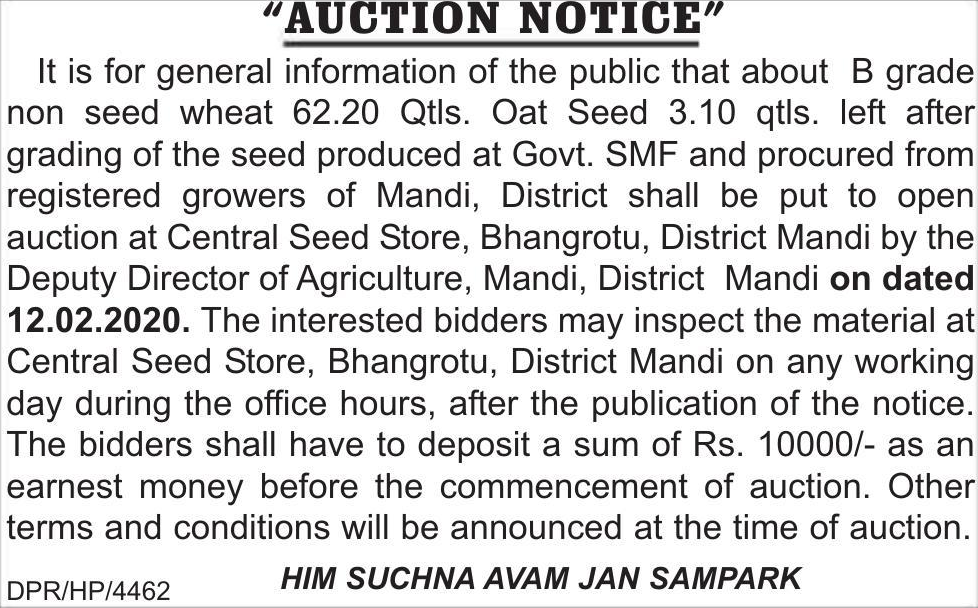 “AUCTION NOTICE”
It is for general information of the public that about B grade
non seed wheat 62.20 Qtls. Oat Seed 3.10 qtls. left after
grading of the seed produced at Govt. SMF and procured from
registered growers of Mandi, District shall be put to open
auction at Central Seed Store, Bhangrotu, District Mandi by the
Deputy Director of Agriculture, Mandi, District Mandi on dated
12.02.2020. The interested bidders may inspect the material at
Central Seed Store, Bhangrotu, District Mandi on any working
day during the office hours, after the publication of the notice.
The bidders shall have to deposit a sum of Rs. 10000/- as an
earnest money before the commencement of auction. Other
terms and conditions will be announced at the time of auction.
DPR/HP/4462 HIM SUCHNA AVAM JAN SAMPARK